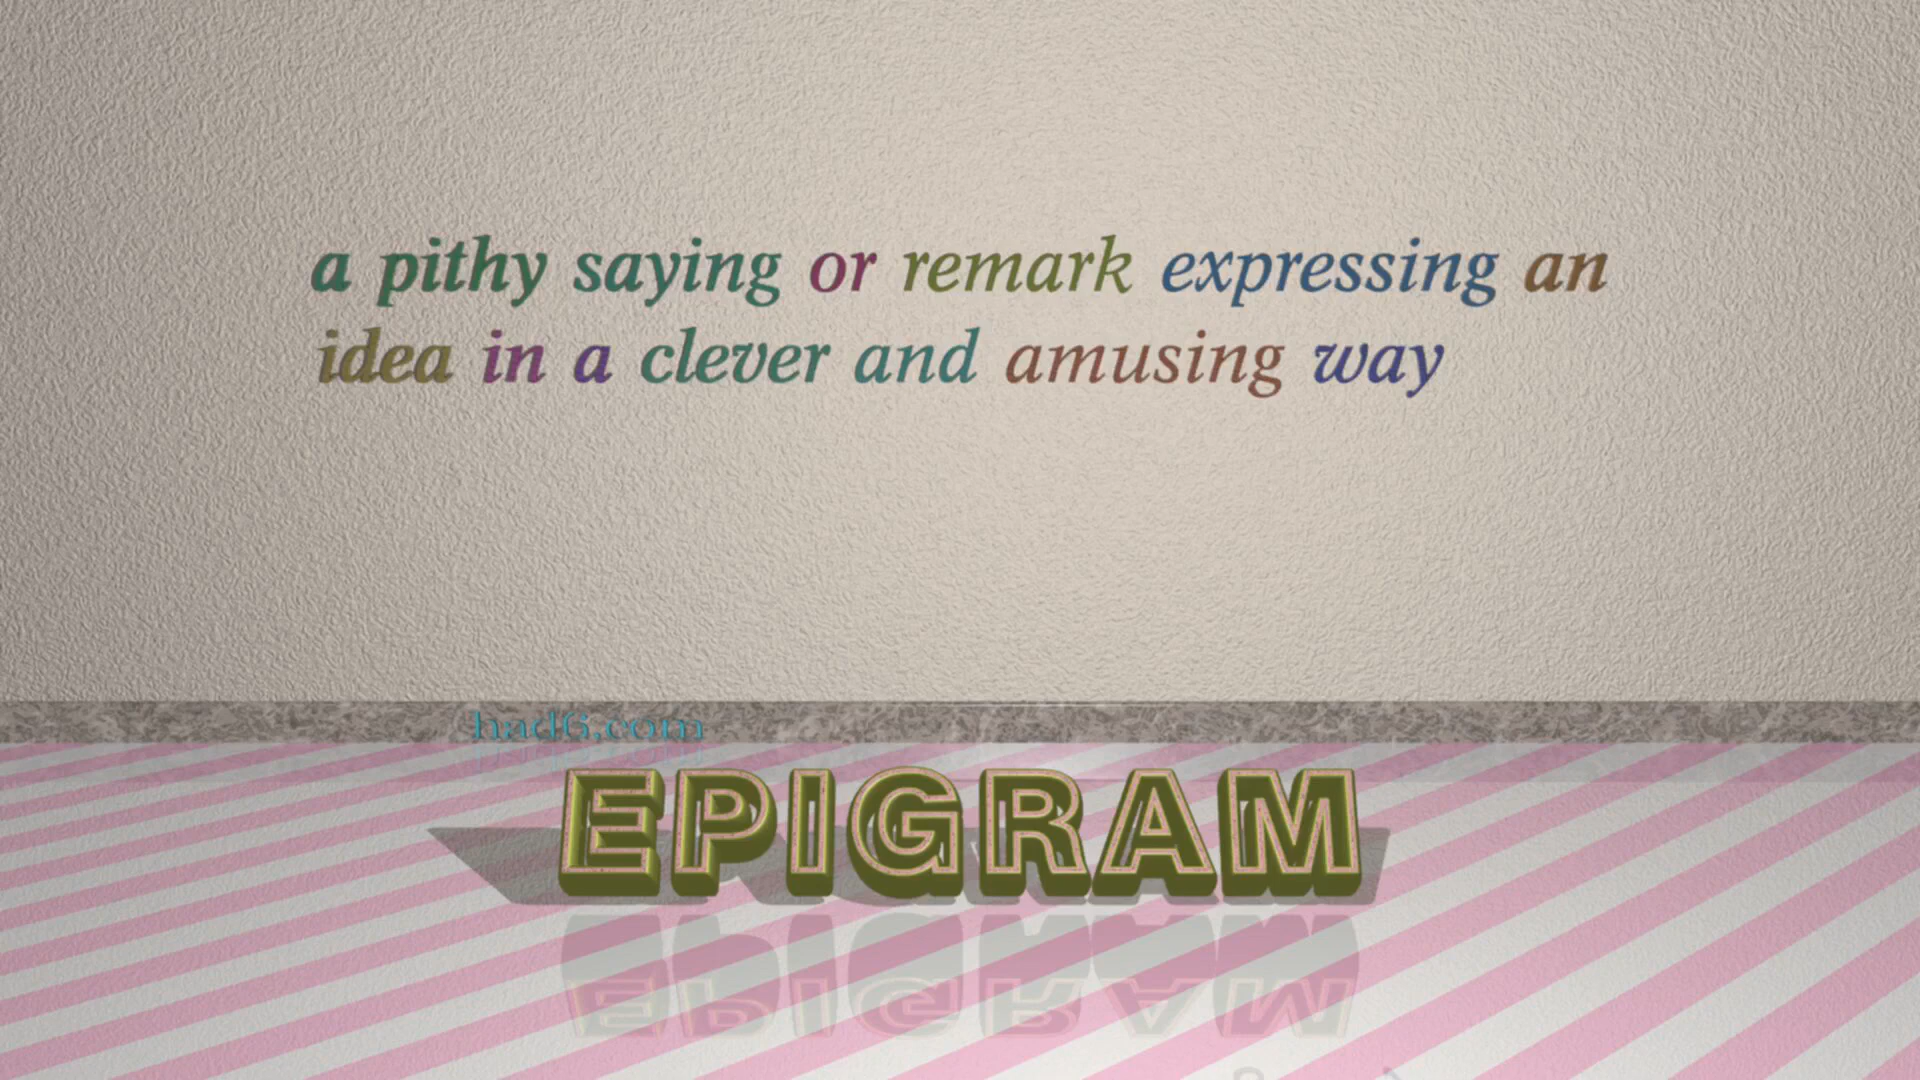 a pithy saying or remark expressing an
idea in a clever and amusing way
had6.com
EPIGRAM